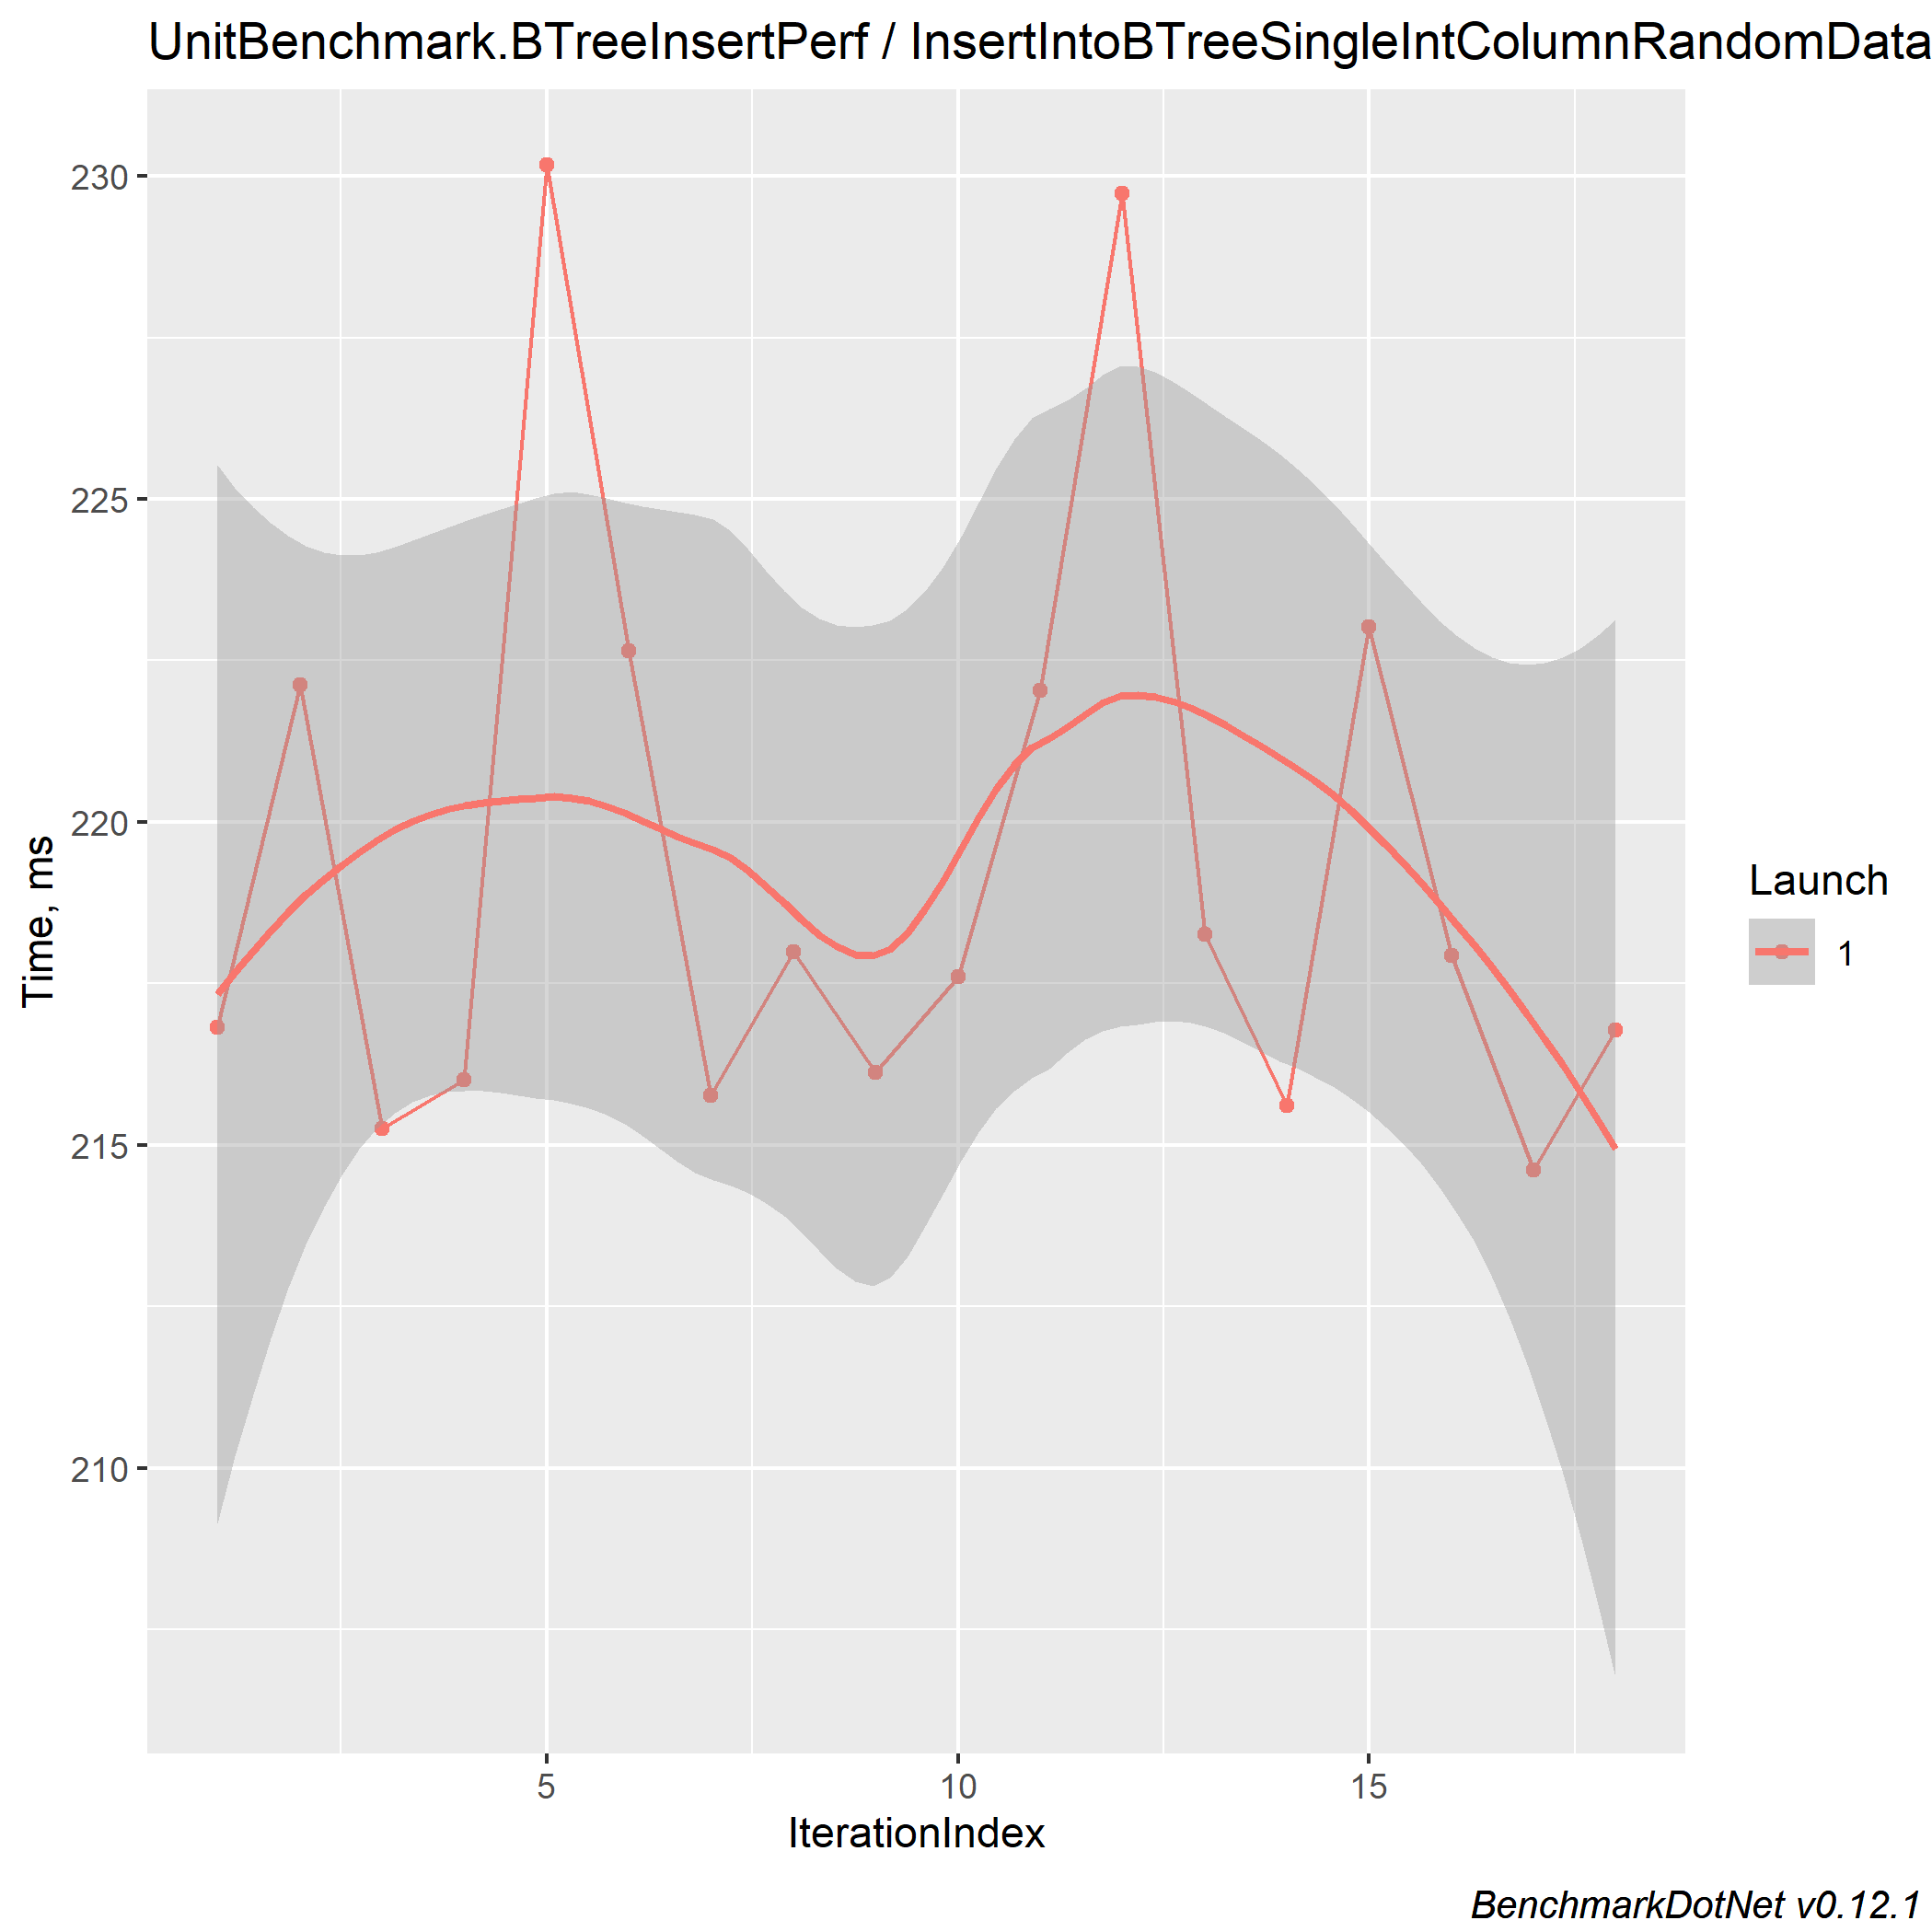 UnitBenchmark.BTreeInsertPerf / InsertIntoBTreeSingleIntColumnRandomData
230
225
220
215
210
Time, ms
5
10
15
IterationIndex
Launch
1
BenchmarkDotNet v0.12.1